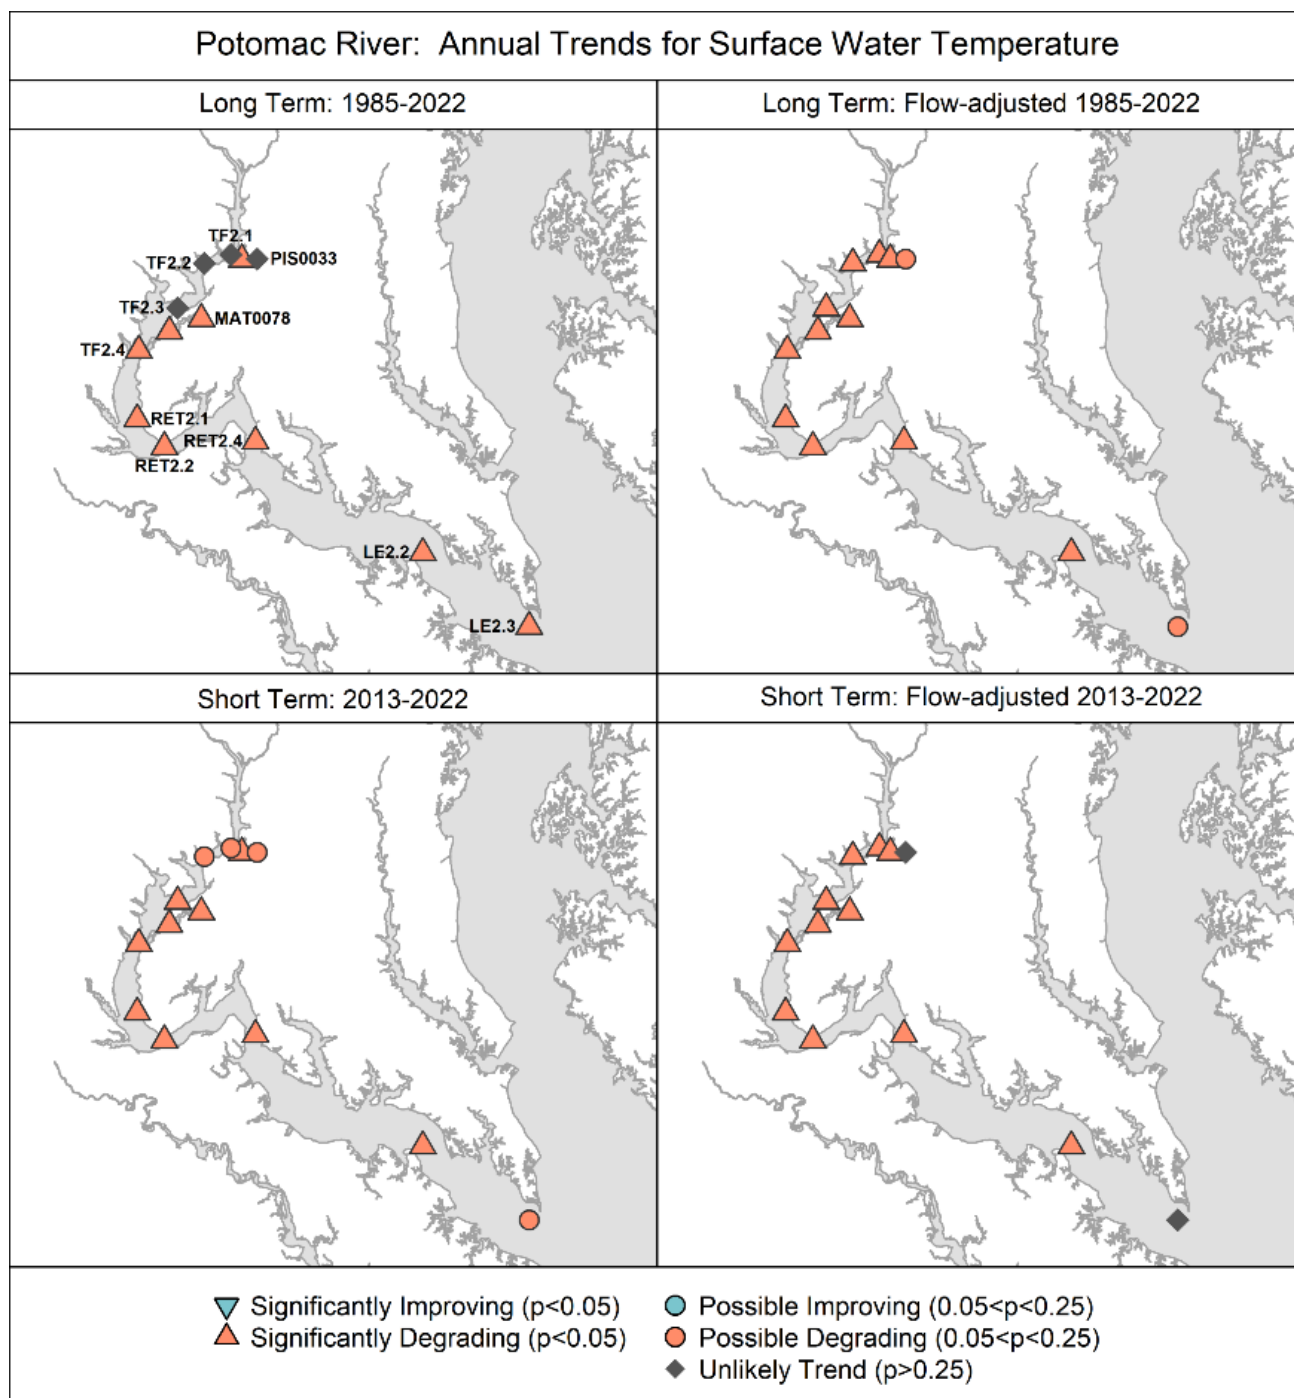 Potomac River: Annual Trends for Surface Water Temperature
Long Term: 1985-2022
Long Term: Flow-adjusted 1985-2022
TF2.1
TF2.2
PIS0033
TF2.3
MAT0078
TF2.4
RET2.1
RET2.4
RET2.2
LE2.2
LE2.3
Short Term: 2013-2022
Short Term: Flow-adjusted 2013-2022
Significantly Improving (p<0.05)
Possible Improving (0.05<p<0.25)
Significantly Degrading (p<0.05)
Possible Degrading (0.05<p<0.25)
Unlikely Trend (p>0.25)